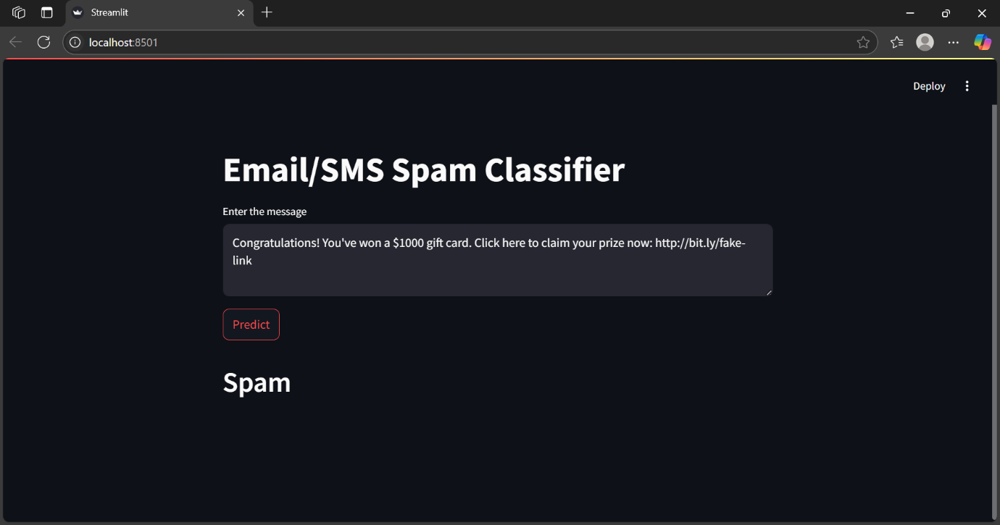 Streamlit
localhost:8501
Deploy
Email/SMS Spam Classifier
Enter the message
Congratulations! You've won a $1000 gift card. Click here to claim your prize now: http://bit.ly/fake-
link
Predict
Spam